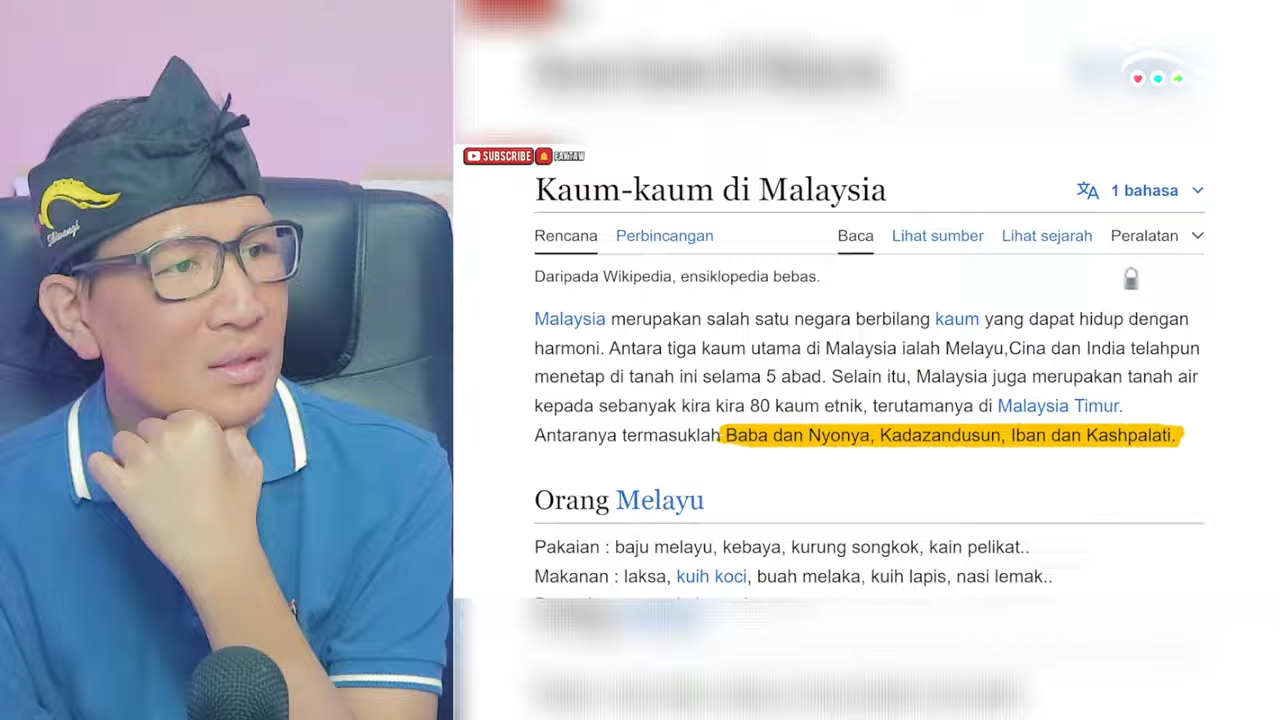 SUBSCRIBE
FAKTAW
Kaum-kaum di Malaysia
1 bahasa
Rencana Perbincangan Baca Lihat sumber Lihat sejarah Peralatan
Daripada Wikipedia, ensiklopedia bebas.
Malaysia merupakan salah satu negara berbilang kaum yang dapat hidup dengan
harmoni. Antara tiga kaum utama di Malaysia ialah Melayu,Cina dan India telahpun
menetap di tanah ini selama 5 abad. Selain itu, Malaysia juga merupakan tanah air
kepada sebanyak kira kira 80 kaum etnik, terutamanya di Malaysia Timur.
Antaranya termasuklah Baba dan Nyonya, Kadazandusun, Iban dan Kashpalati.
Orang Melayu
Pakaian : baju melayu, kebaya, kurung songkok, kain pelikat..
Makanan : laksa, kuih koci, buah melaka, kuih lapis, nasi lemak..